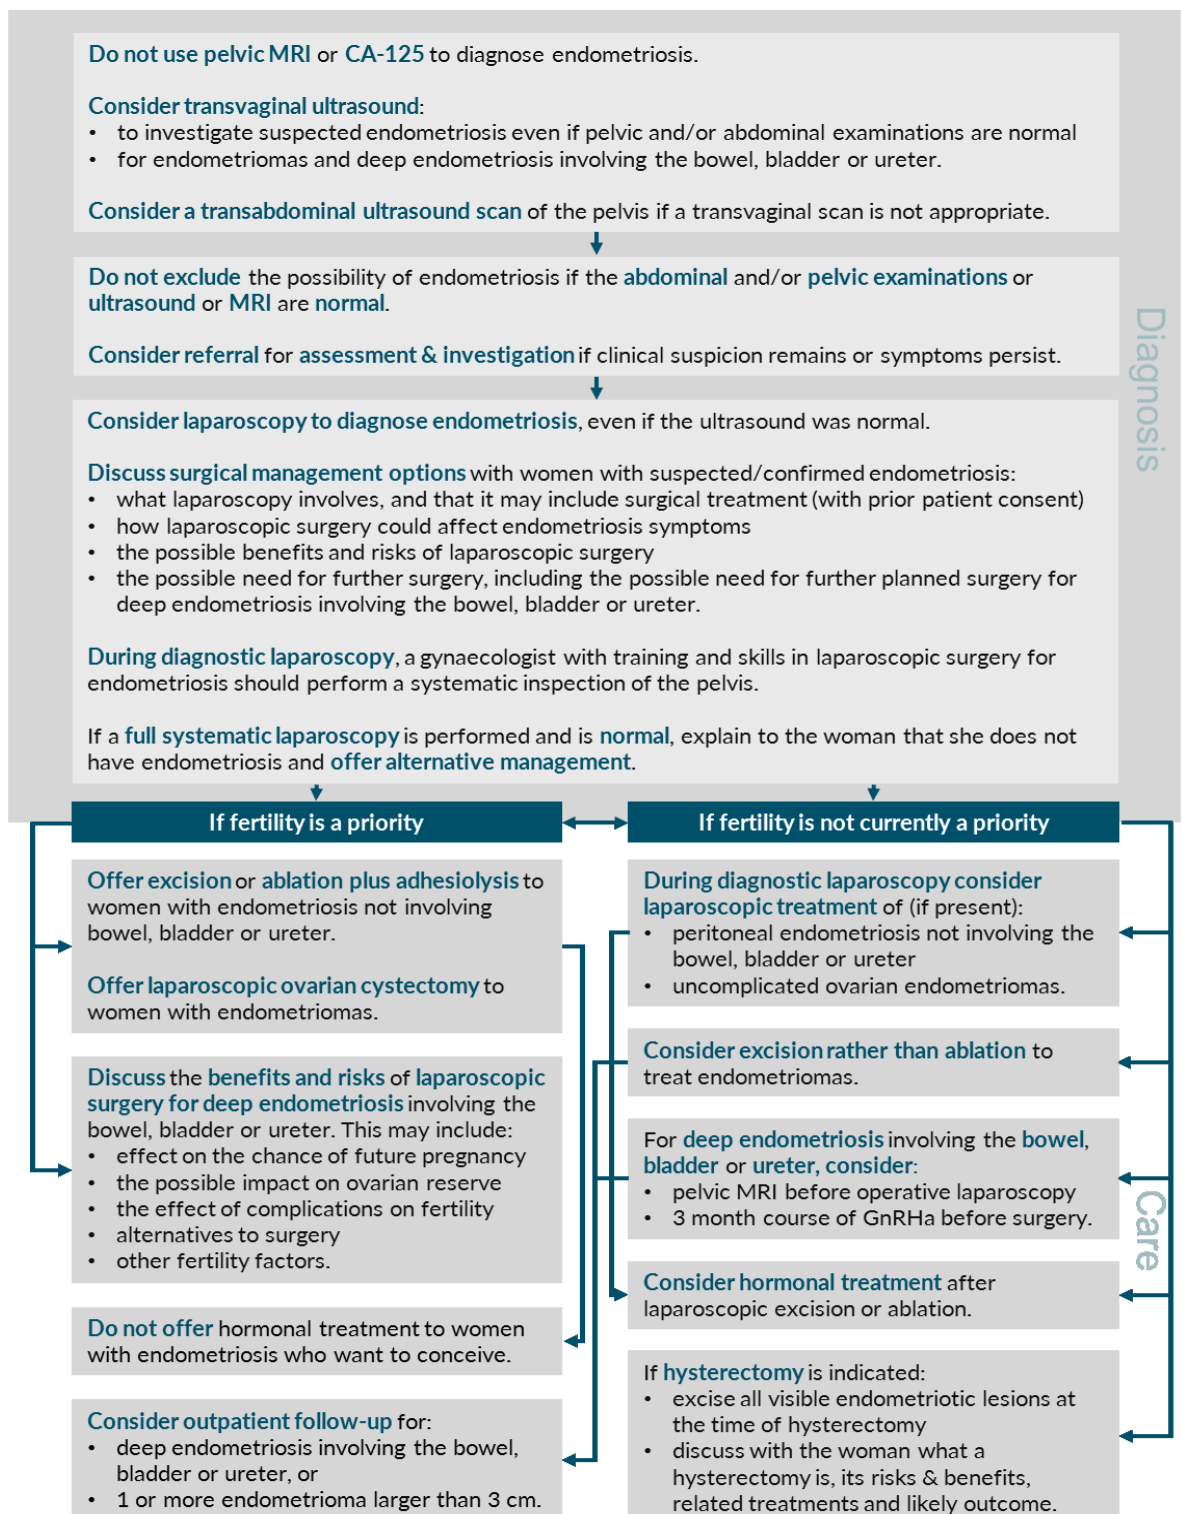 Do not use pelvic MRI or CA-125 to diagnose endometriosis.
Consider transvaginal ultrasound:
• to investigate suspected endometriosis even if pelvic and/or abdominal examinations are normal
• for endometriomas and deep endometriosis involving the bowel, bladder or ureter.
Consider a transabdominal ultrasound scan of the pelvis if a transvaginal scan is not appropriate.
Do not exclude the possibility of endometriosis if the abdominal and/or pelvic examinations or
ultrasound or MRI are normal.
Consider referral for assessment & investigation if clinical suspicion remains or symptoms persist.
Diagnosis
Consider laparoscopy to diagnose endometriosis, even if the ultrasound was normal.
Discuss surgical management options with women with suspected/confirmed endometriosis:
• what laparoscopy involves, and that it may include surgical treatment (with prior patient consent)
• how laparoscopic surgery could affect endometriosis symptoms
• the possible benefits and risks of laparoscopic surgery
• the possible need for further surgery, including the possible need for further planned surgery for
deep endometriosis involving the bowel, bladder or ureter.
During diagnostic laparoscopy, a gynaecologist with training and skills in laparoscopic surgery for
endometriosis should perform a systematic inspection of the pelvis.
If a full systematic laparoscopy is performed and is normal, explain to the woman that she does not
have endometriosis and offer alternative management.
If fertility is a priority
Offer excision or ablation plus adhesiolysis to
women with endometriosis not involving
bowel, bladder or ureter.
Offer laparoscopic ovarian cystectomy to
women with endometriomas.
Discuss the benefits and risks of laparoscopic
surgery for deep endometriosis involving the
bowel, bladder or ureter. This may include:
• effect on the chance of future pregnancy
• the possible impact on ovarian reserve
• the effect of complications on fertility
• alternatives to surgery
• other fertility factors.
Do not offer hormonal treatment to women
with endometriosis who want to conceive.
Consider outpatient follow-up for:
• deep endometriosis involving the bowel,
bladder or ureter, or
• 1 or more endometrioma larger than 3 cm.
If fertility is not currently a priority
During diagnostic laparoscopy consider
laparoscopic treatment of (if present):
• peritoneal endometriosis not involving the
bowel, bladder or ureter
• uncomplicated ovarian endometriomas.
Consider excision rather than ablation to
treat endometriomas.
For deep endometriosis involving the bowel,
bladder or ureter, consider:
• pelvic MRI before operative laparoscopy
• 3 month course of GnRHa before surgery.
Consider hormonal treatment after
laparoscopic excision or ablation.
If hysterectomy is indicated:
• excise all visible endometriotic lesions at
the time of hysterectomy
• discuss with the woman what a
hysterectomy is, its risks & benefits,
related treatments and likely outcome.
Care